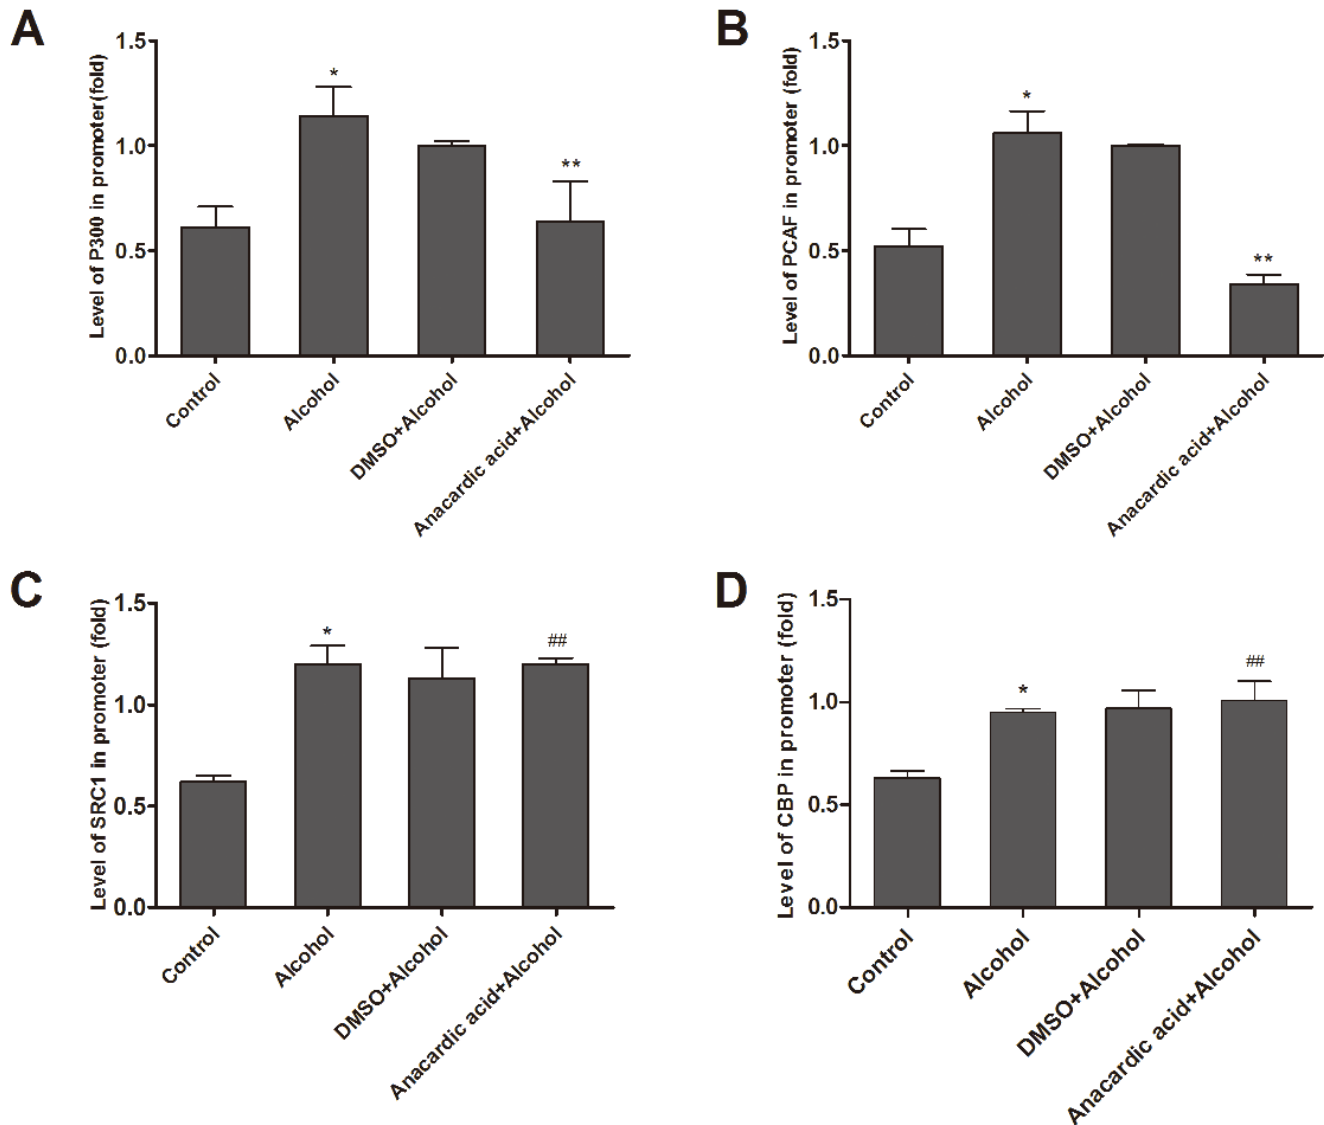 A
Level of P300 in promoter(fold)
1.5
1.0
0.5
0.0
*
**
Control
Alcohol
DMSO+Alcohol
Anacardic acid+Alcohol
B
Level of PCAF in promoter (fold)
1.5
1.0
0.5
0.0
*
**
Control
Alcohol
DMSO+Alcohol
Anacardic acid+Alcohol
C
Level of SRC1 in promoter (fold)
1.5
1.0
0.5
0.0
*
##
Control
Alcohol
DMSO+Alcohol
Anacardic acid+Alcohol
D
Level of CBP in promoter (fold)
1.5
1.0
0.5
0.0
*
##
Control
Alcohol
DMSO+Alcohol
Anacardic acid+Alcohol